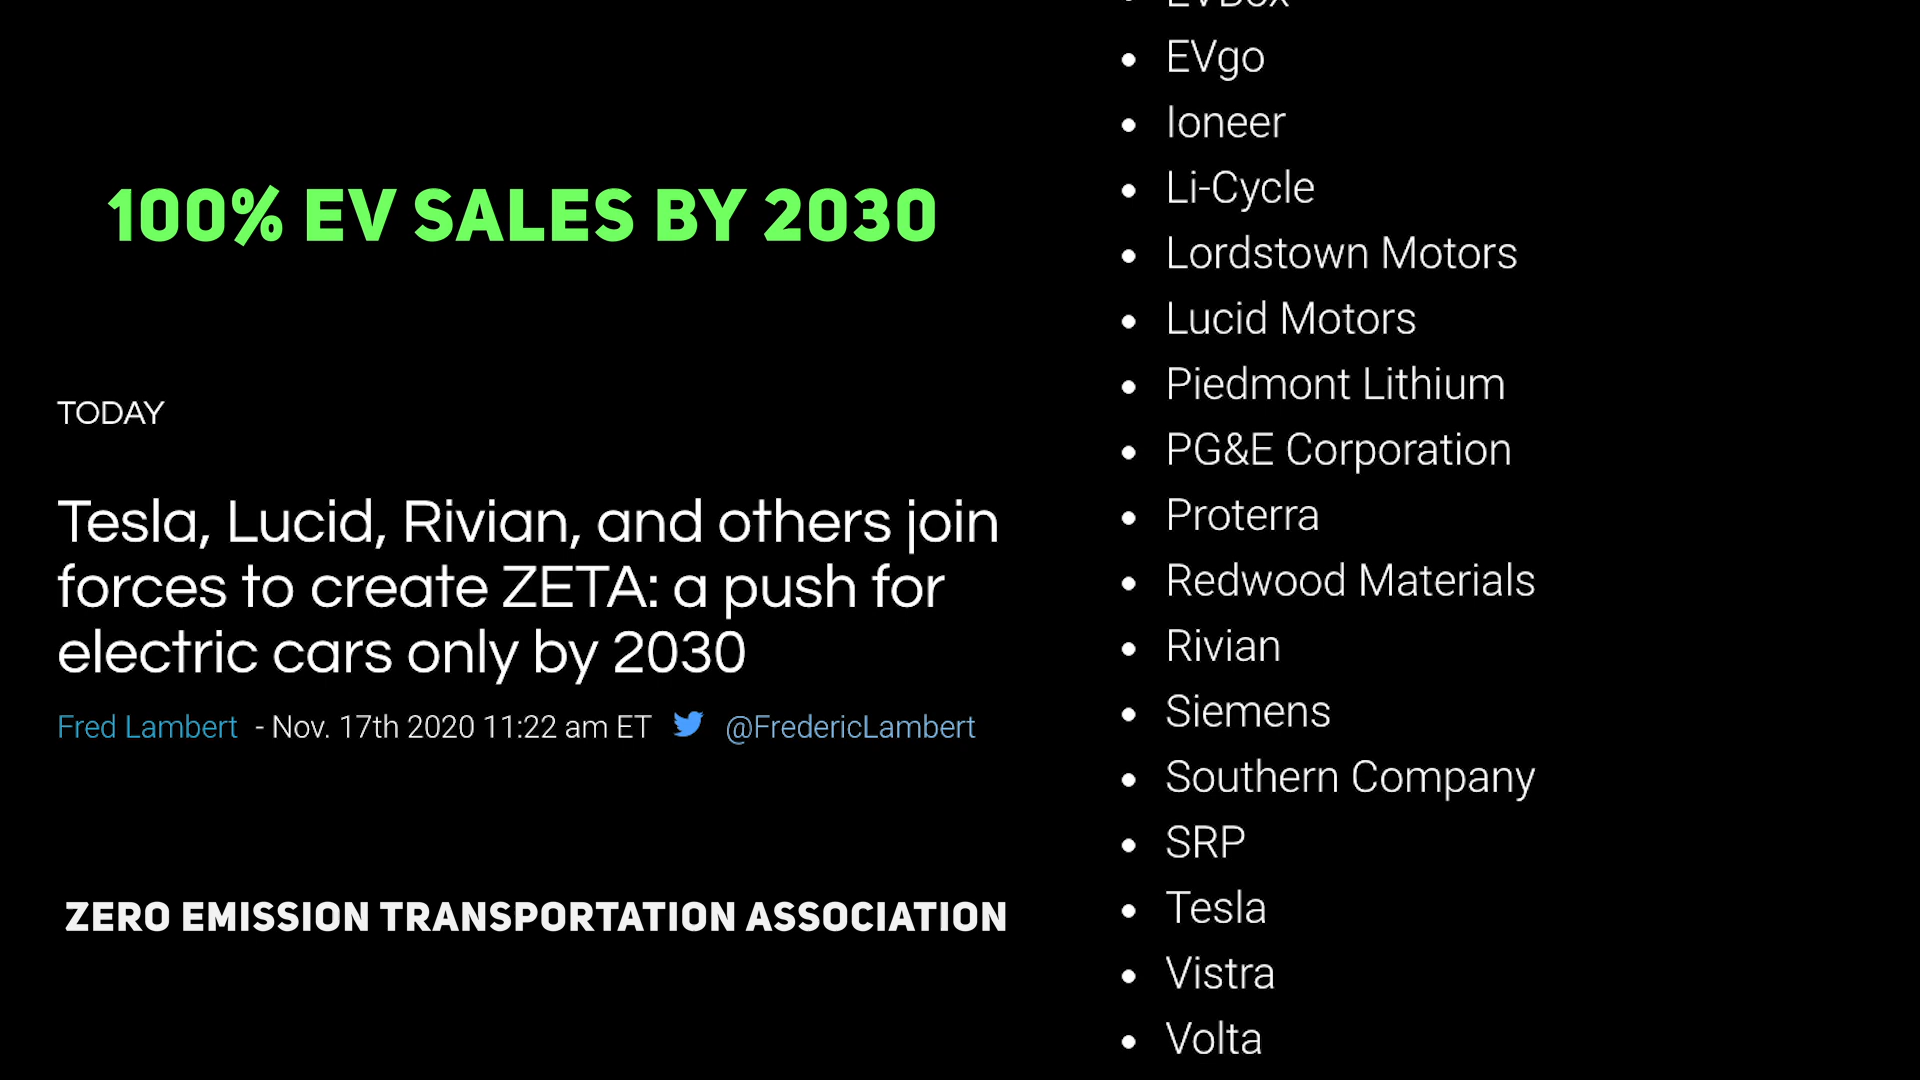 100% EV SALES BY 2030
TODAY
Tesla, Lucid, Rivian, and others join
forces to create ZETA: a push for
electric cars only by 2030
Fred Lambert - Nov. 17th 2020 11:22 am ET @FredericLambert
ZERO EMISSION TRANSPORTATION ASSOCIATION
EVBox
• EVgo
• Ioneer
• Li-Cycle
• Lordstown Motors
• Lucid Motors
• Piedmont Lithium
• PG&E Corporation
• Proterra
• Redwood Materials
• Rivian
• Siemens
• Southern Company
• SRP
• Tesla
• Vistra
• Volta